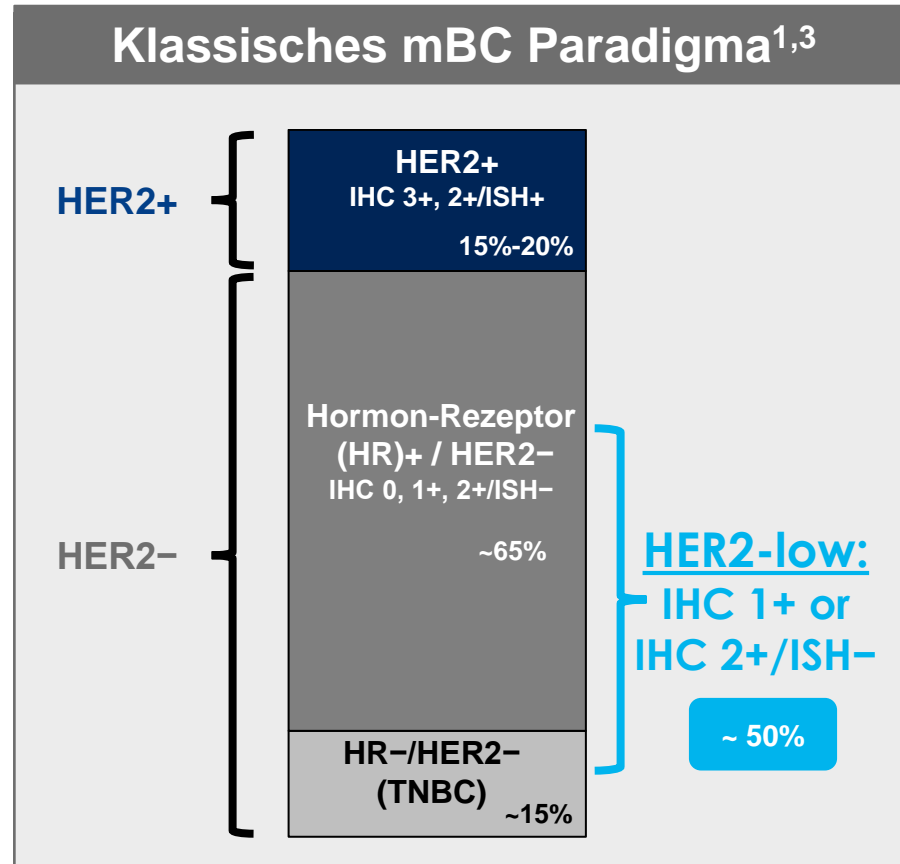 Klassisches mBC Paradigma1,3
HER2+
HER2+
IHC 3+, 2+/ISH+
15%-20%
HER2−
Hormon-Rezeptor
(HR)+ / HER2−
IHC 0, 1+, 2+/ISH−
~65%
HER2-low:
IHC 1+ or
IHC 2+/ISH−
~ 50%
HR−/HER2−
(TNBC)
~15%